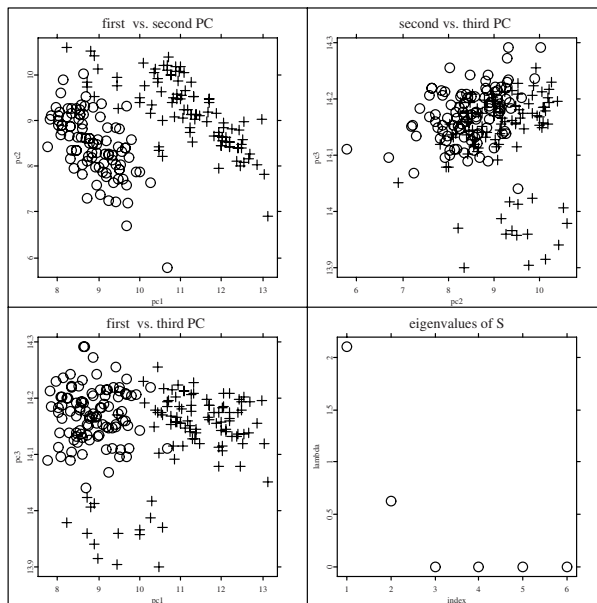 first vs. second PC
10
9
8
7
6
pc2
8 9 10 11 12 13
pc1
second vs. third PC
14.3
14.2
14.1
14
13.9
pc3
6 7 8 9 10
pc2
first vs. third PC
14.3
14.2
14.1
14
13.9
pc3
8 9 10 11 12 13
pc1
eigenvalues of S
2
1.5
1
0.5
0
lambda
1 2 3 4 5 6
index